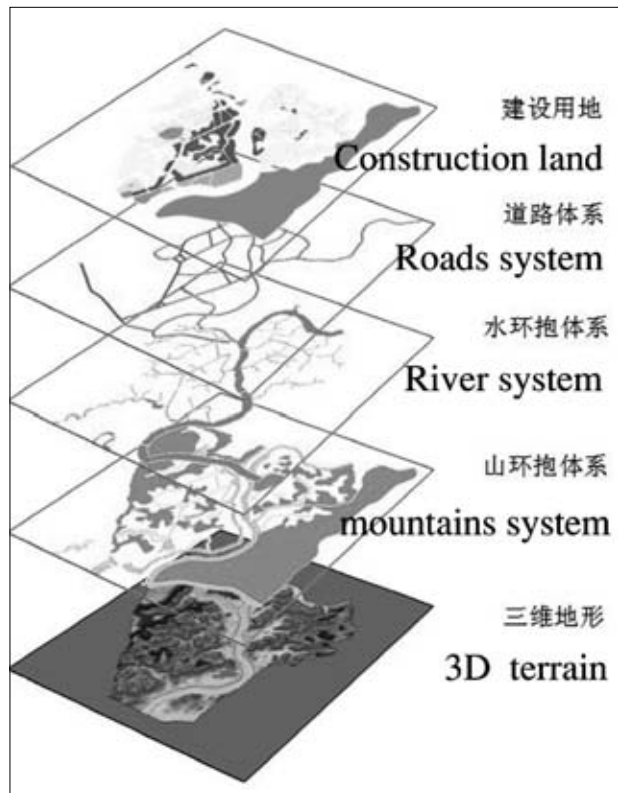 建设用地
Construction land
道路体系
Roads system
水环抱体系
River system
山环抱体系
mountains system
三维地形
3D terrain